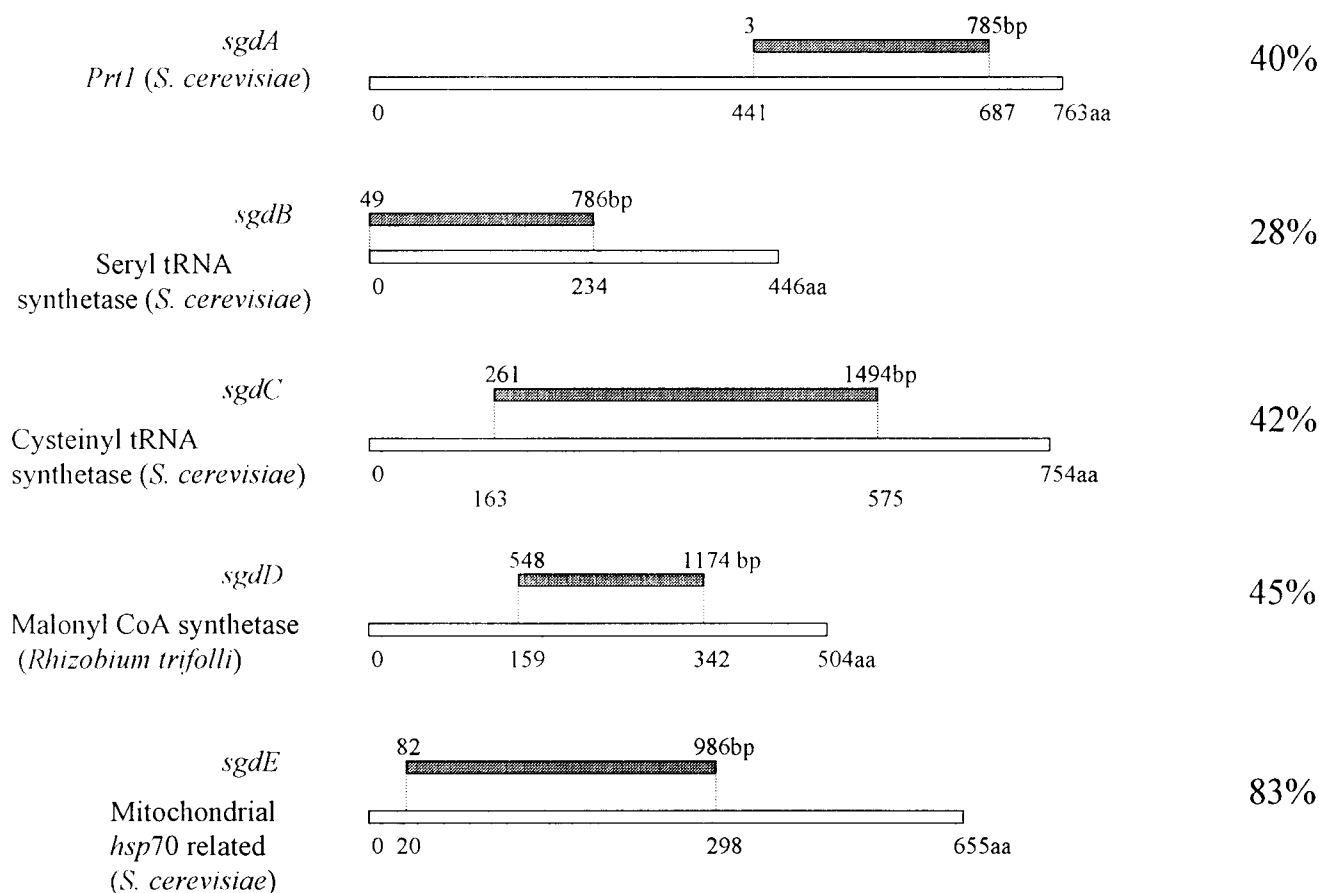 3 785bp
sgdA
40%
Prt1 (S. cerevisiae)
0 441 687 763aa
49 786bp
sgdB
28%
Seryl tRNA
synthetase (S. cerevisiae)
0 234 446aa
261 1494bp
sgdC
42%
Cysteinyl tRNA
synthetase (S. cerevisiae)
0 754aa
163 575
548 1174 bp
sgdD
45%
Malonyl CoA synthetase
(Rhizobium trifolli)
0 159 342 504aa
82 986bp
sgdE
83%
Mitochondrial
hsp70 related
(S. cerevisiae)
0 20 298 655aa